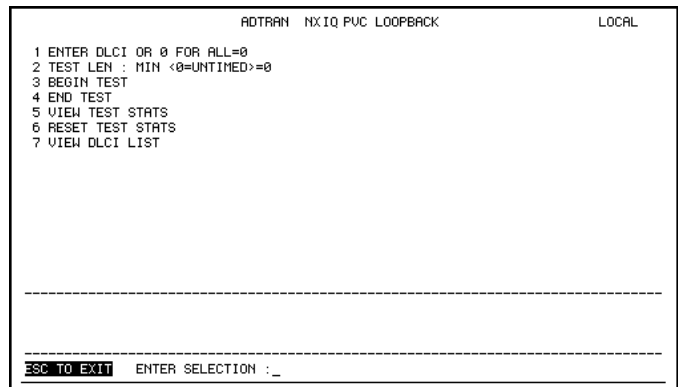 ADTRAN NXIQ PVC LOOPBACK LOCAL
1 ENTER DLCI OR 0 FOR ALL=0
2 TEST LEN : MIN <0=UNTIMED>=0
3 BEGIN TEST
4 END TEST
5 VIEW TEST STATS
6 RESET TEST STATS
7 VIEW DLCI LIST
ESC TO EXIT ENTER SELECTION :_